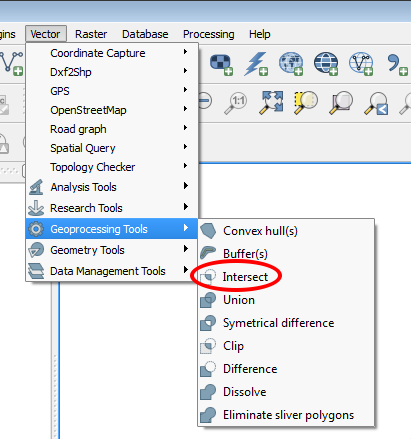 gins Vector Raster Database Processing Help
Coordinate Capture
Dxf2Shp
GPS
OpenStreetMap
Road graph
Spatial Query
Topology Checker
Analysis Tools
Research Tools
Geoprocessing Tools
Geometry Tools
Data Management Tools
Convex hull(s)
Buffer(s)
Intersect
Union
Symetrical difference
Clip
Difference
Dissolve
Eliminate sliver polygons
1:1